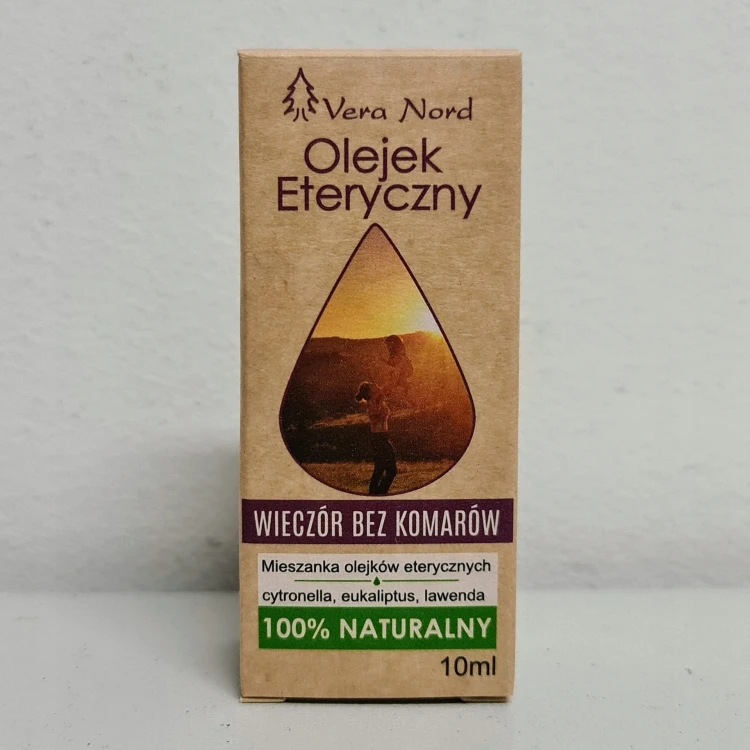 Vera Nord
Olejek
Eteryczny
WIECZÓR BEZ KOMARÓW
Mieszanka olejków eterycznych
cytronella, eukaliptus, lawenda
100% NATURALNY
10ml